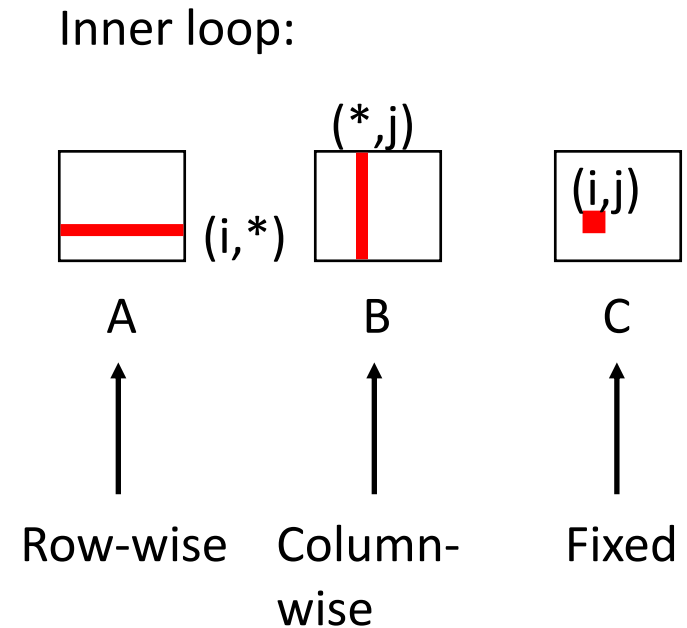 Inner loop:
(*,j)
(i,j)
(i,*)
A B C
Row-wise Column- Fixed
wise